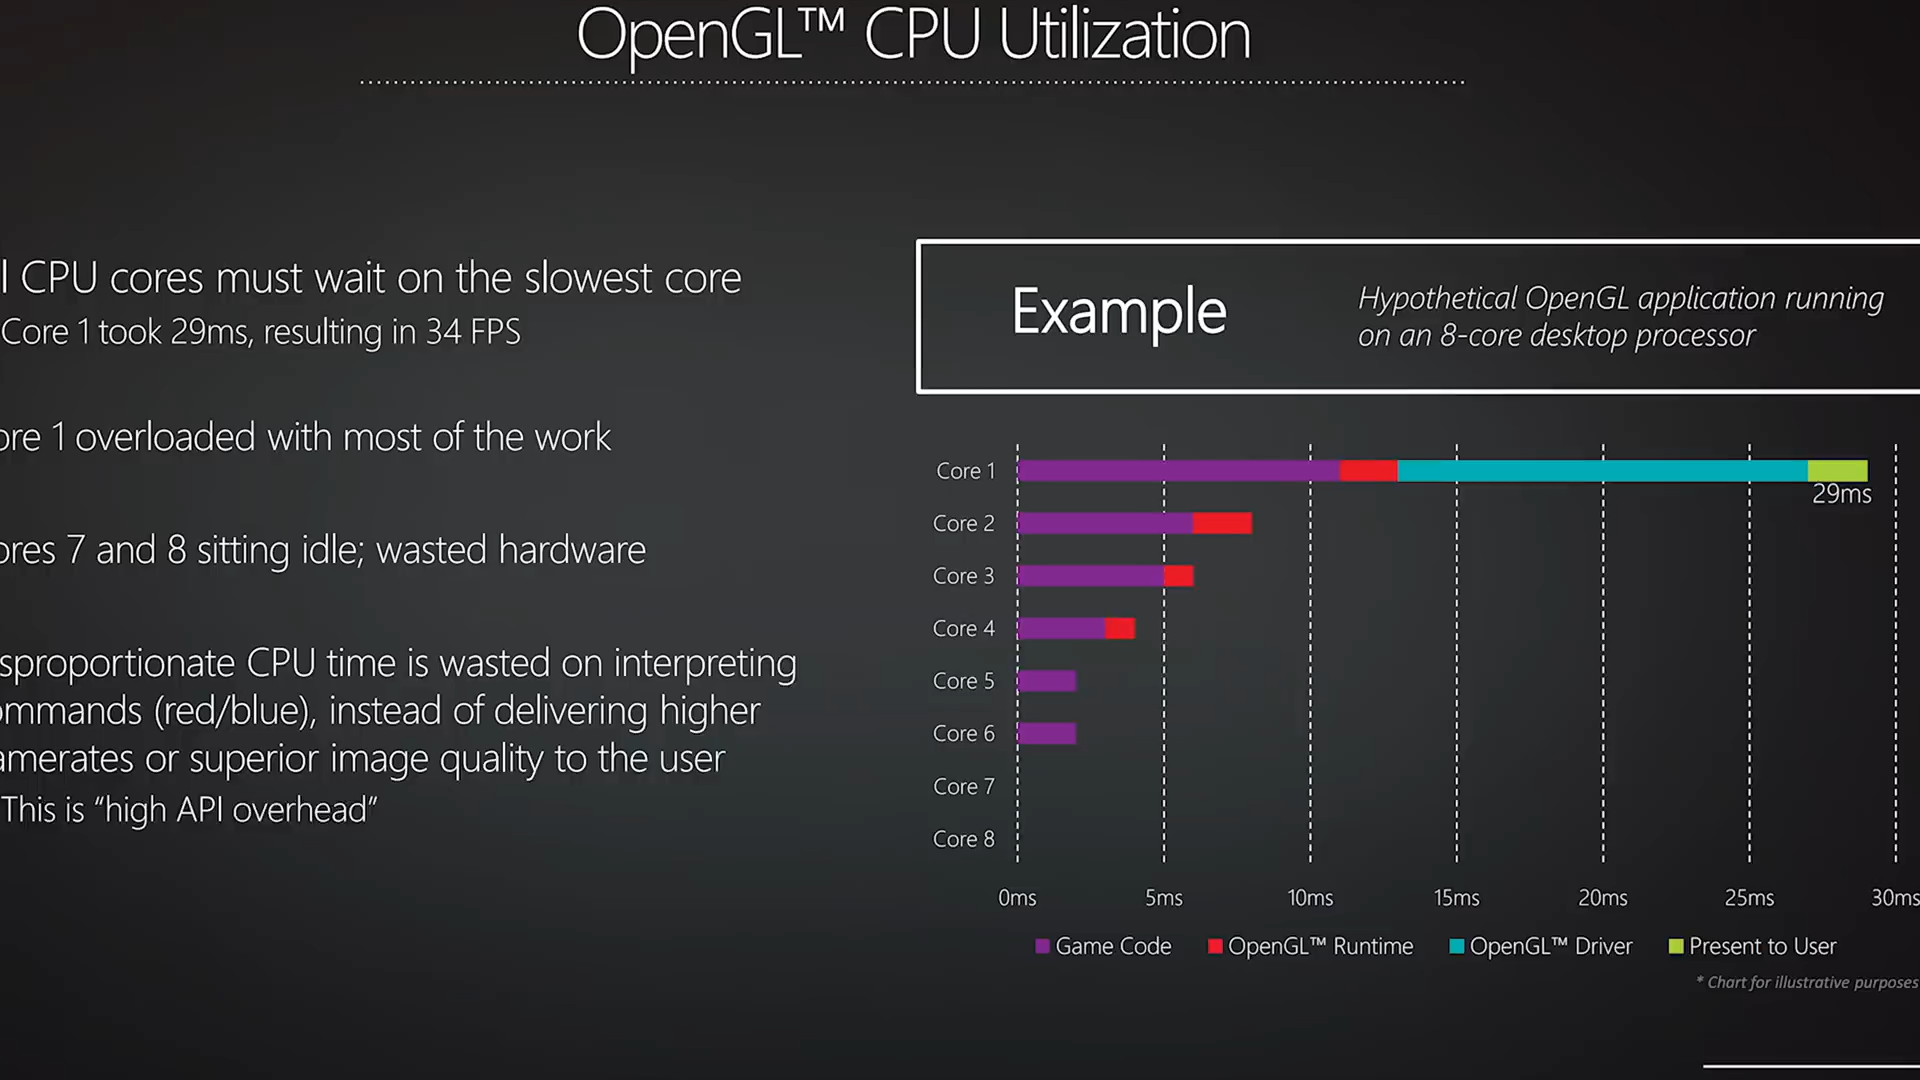 OpenGL™ CPU Utilization
l CPU cores must wait on the slowest core
Core 1 took 29ms, resulting in 34 FPS
ore 1 overloaded with most of the work
ores 7 and 8 sitting idle; wasted hardware
sproportionate CPU time is wasted on interpreting
ommands (red/blue), instead of delivering higher
amerates or superior image quality to the user
This is “high API overhead”
Example
Hypothetical OpenGL application running
on an 8-core desktop processor
Core 1
29ms
Core 2
Core 3
Core 4
Core 5
Core 6
Core 7
Core 8
0ms 5ms 10ms 15ms 20ms 25ms 30ms
Game Code OpenGL™ Runtime OpenGL™ Driver Present to User
* Chart for illustrative purposes